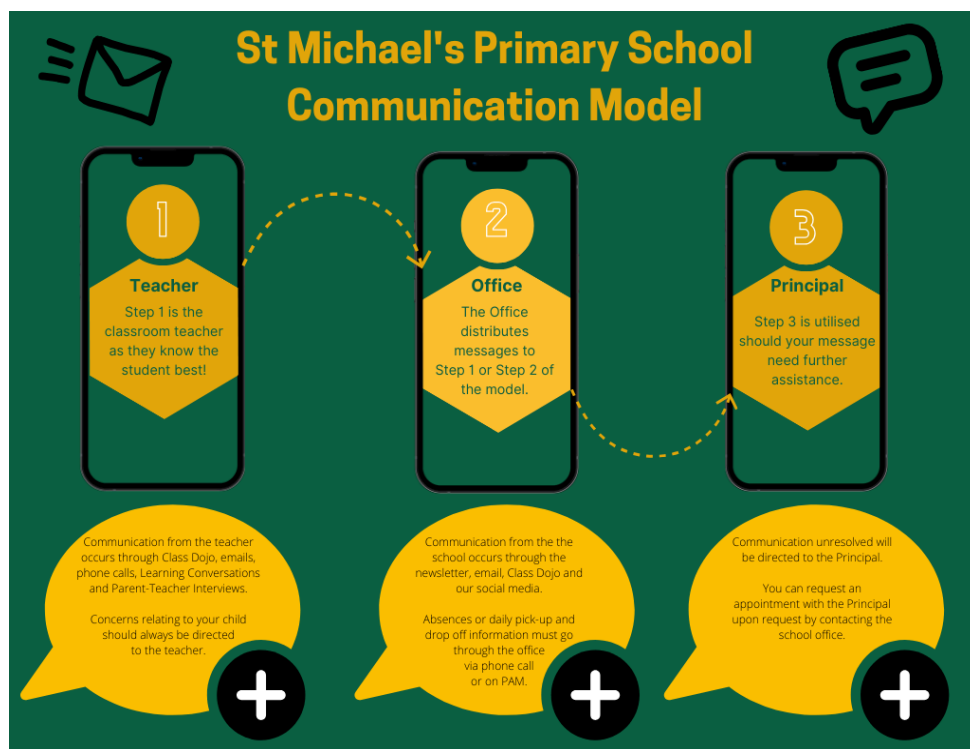 St Michael's Primary School
Communication Model
1
Teacher
Step 1 is the
classroom teacher
as they know the
student best!
2
Office
The Office
distributes
messages to
Step 1 or Step 2 of
the model.
3
Principal
Step 3 is utilised
should your message
need further
assistance.
Communication from the teacher
occurs through Class Dojo, emails,
phone calls, Learning Conversations
and Parent-Teacher Interviews.
Concerns relating to your child
should always be directed
to the teacher.
Communication from the the
school occurs through the
newsletter, email, Class Dojo and
our social media.
Absences or daily pick-up and
drop off information must go
through the office
via phone call
or on PAM.
Communication unresolved will
be directed to the Principal.
You can request an
appointment with the Principal
upon request by contacting the
school office.